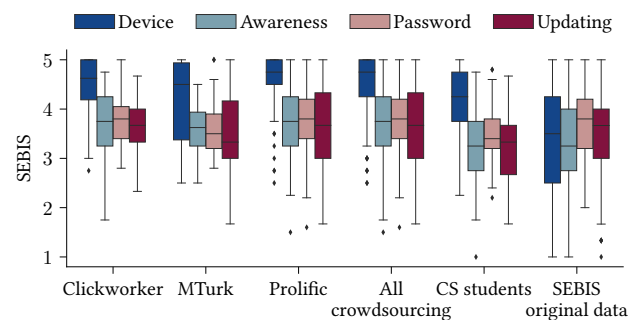 Device Awareness Password Updating
SEBIS
5
4
3
2
1
Clickworker MTurk Prolific All crowdsourcing CS students SEBIS original data